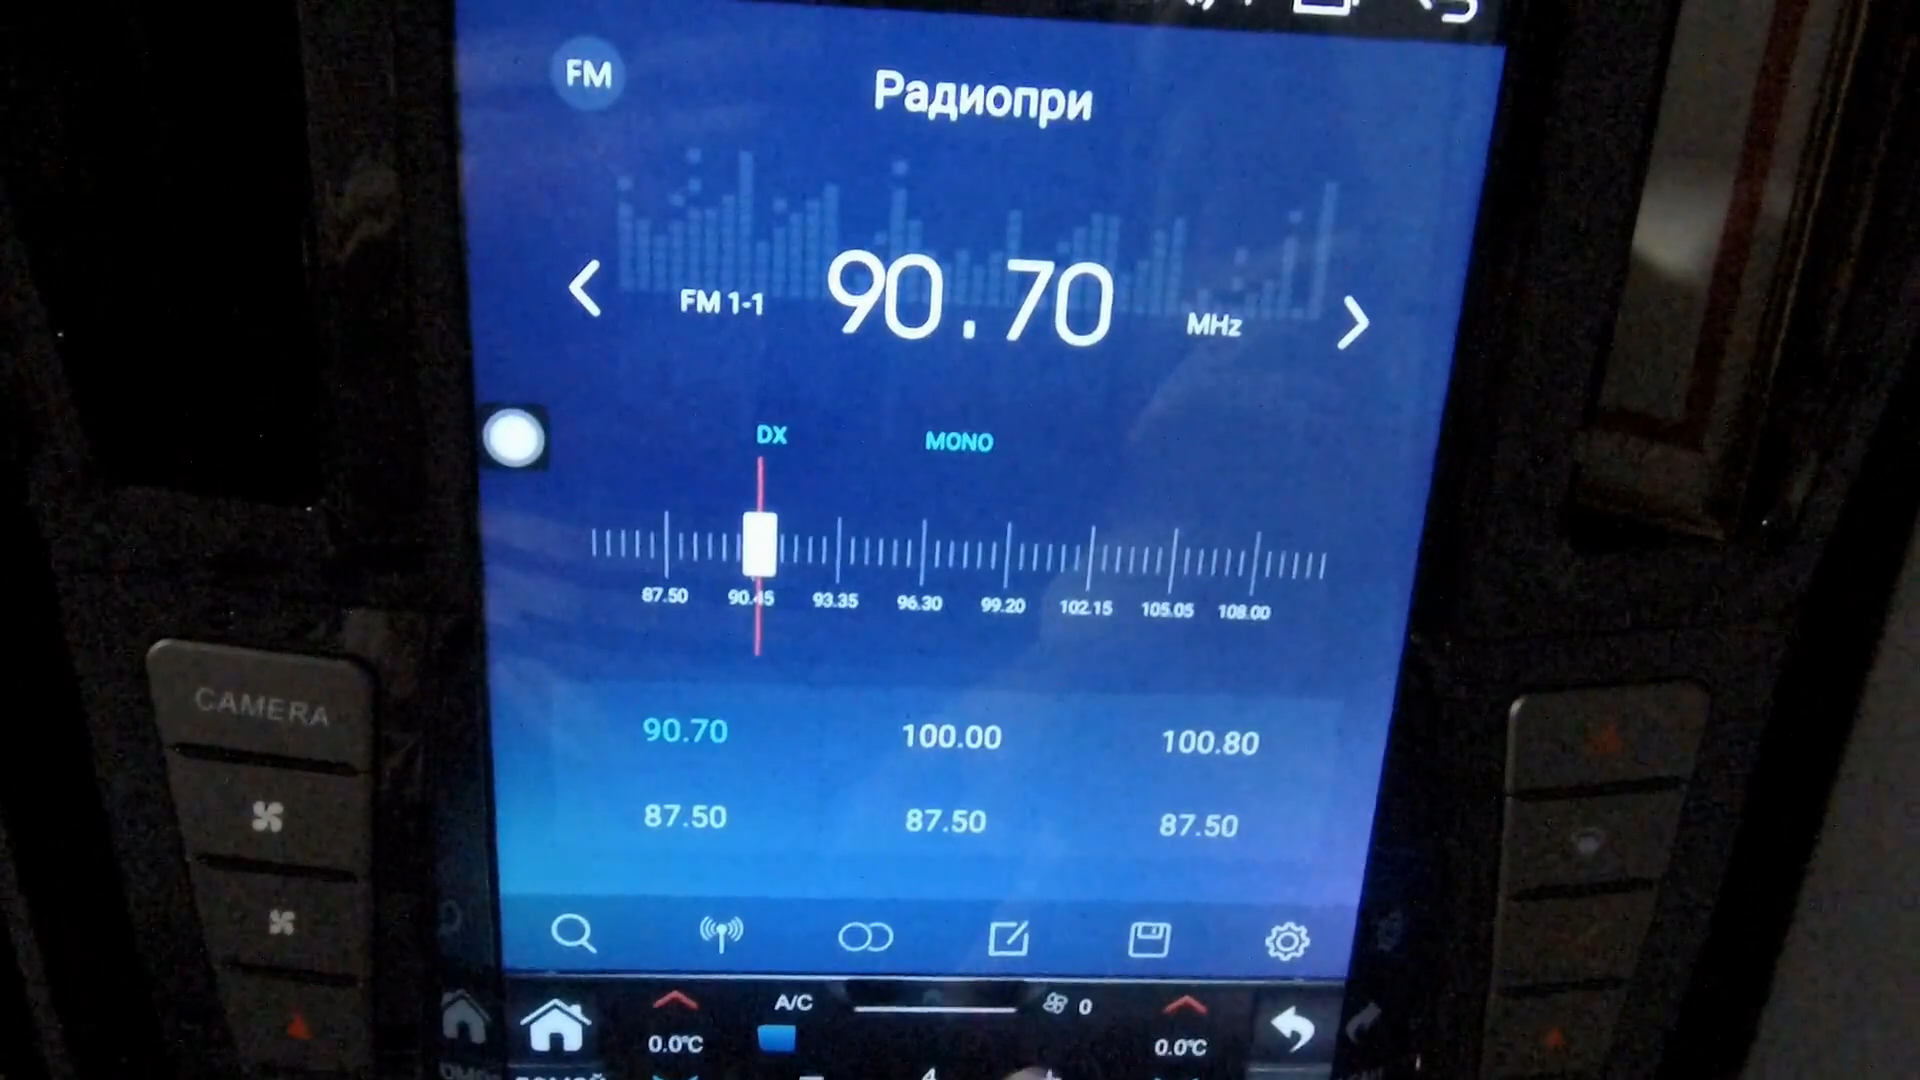 FM
Радиопри
FM 1-1 90.70 MHz
DX MONO
87.50 90.45 93.35 96.30 99.20 102.15 105.05 108.00
90.70 100.00 100.80
87.50 87.50 87.50
CAMERA
A/C 0
0.0°C 0.0°C